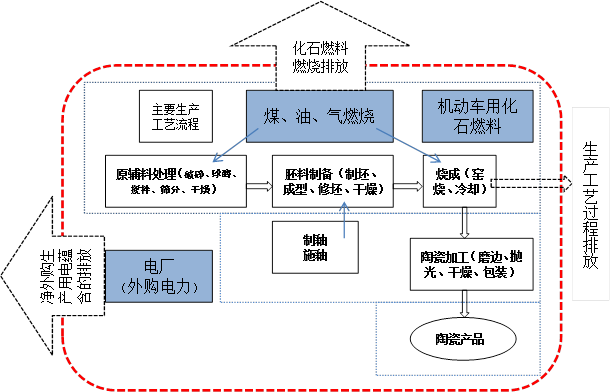 化石燃料
燃烧排放
主要生产
工艺流程
煤、油、气燃烧
机动车用化
石燃料
原辅料处理（破碎、球磨、
搅拌、筛分、干燥）
胚料制备（制坯、
成型、修坯、干燥）
烧成（窑
烧、冷却）
生产工艺过程排放
制釉
施釉
陶瓷加工（磨边、抛
光、干燥、包装）
电厂
（外购电力）
净外购生
产用电蕴
含的排放
陶瓷产品